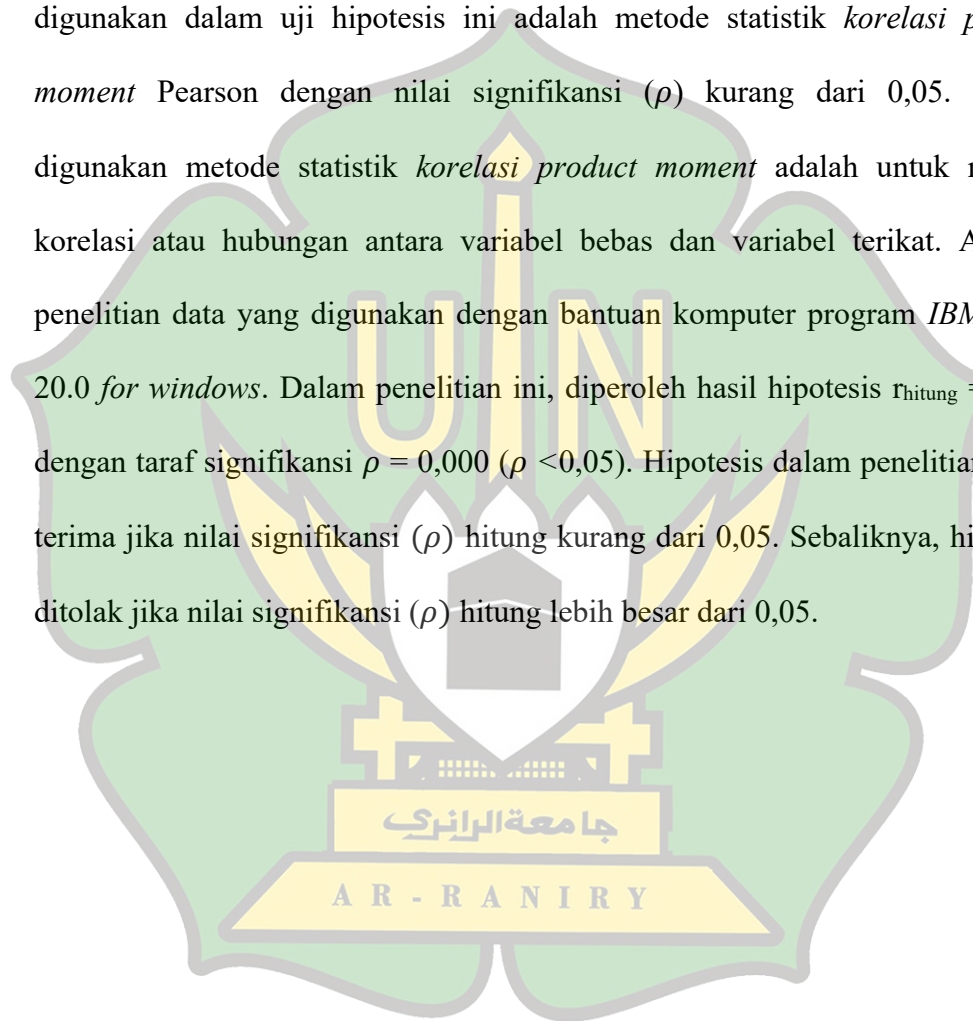 digunakan dalam uji hipotesis ini adalah metode statistik korelasi p
moment Pearson dengan nilai signifikansi (ρ) kurang dari 0,05.
digunakan metode statistik korelasi product moment adalah untuk
korelasi atau hubungan antara variabel bebas dan variabel terikat. A
penelitian data yang digunakan dengan bantuan komputer program IBM
20.0 for windows. Dalam penelitian ini, diperoleh hasil hipotesis rhitung =
dengan taraf signifikansi ρ = 0,000 (ρ <0,05). Hipotesis dalam penelitian
terima jika nilai signifikansi (ρ) hitung kurang dari 0,05. Sebaliknya, hi
ditolak jika nilai signifikansi (ρ) hitung lebih besar dari 0,05.
UIN
جامعةالرانري
AR-RANIRY